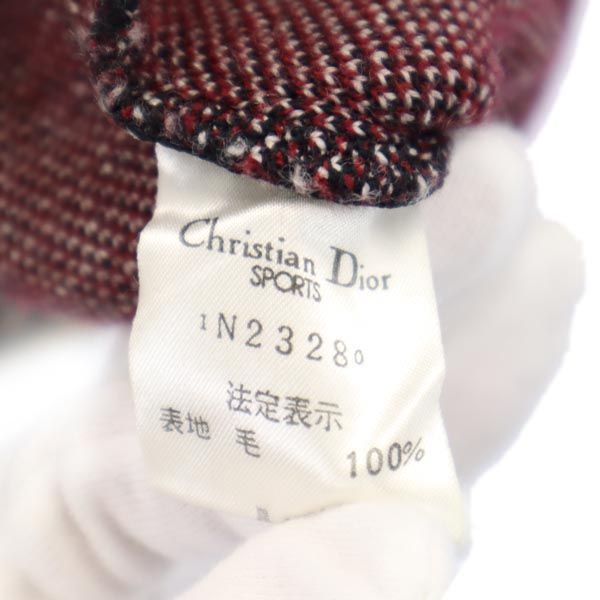 Christian Dior
SPORTS
1N23280
法定表示
表地 毛 100%